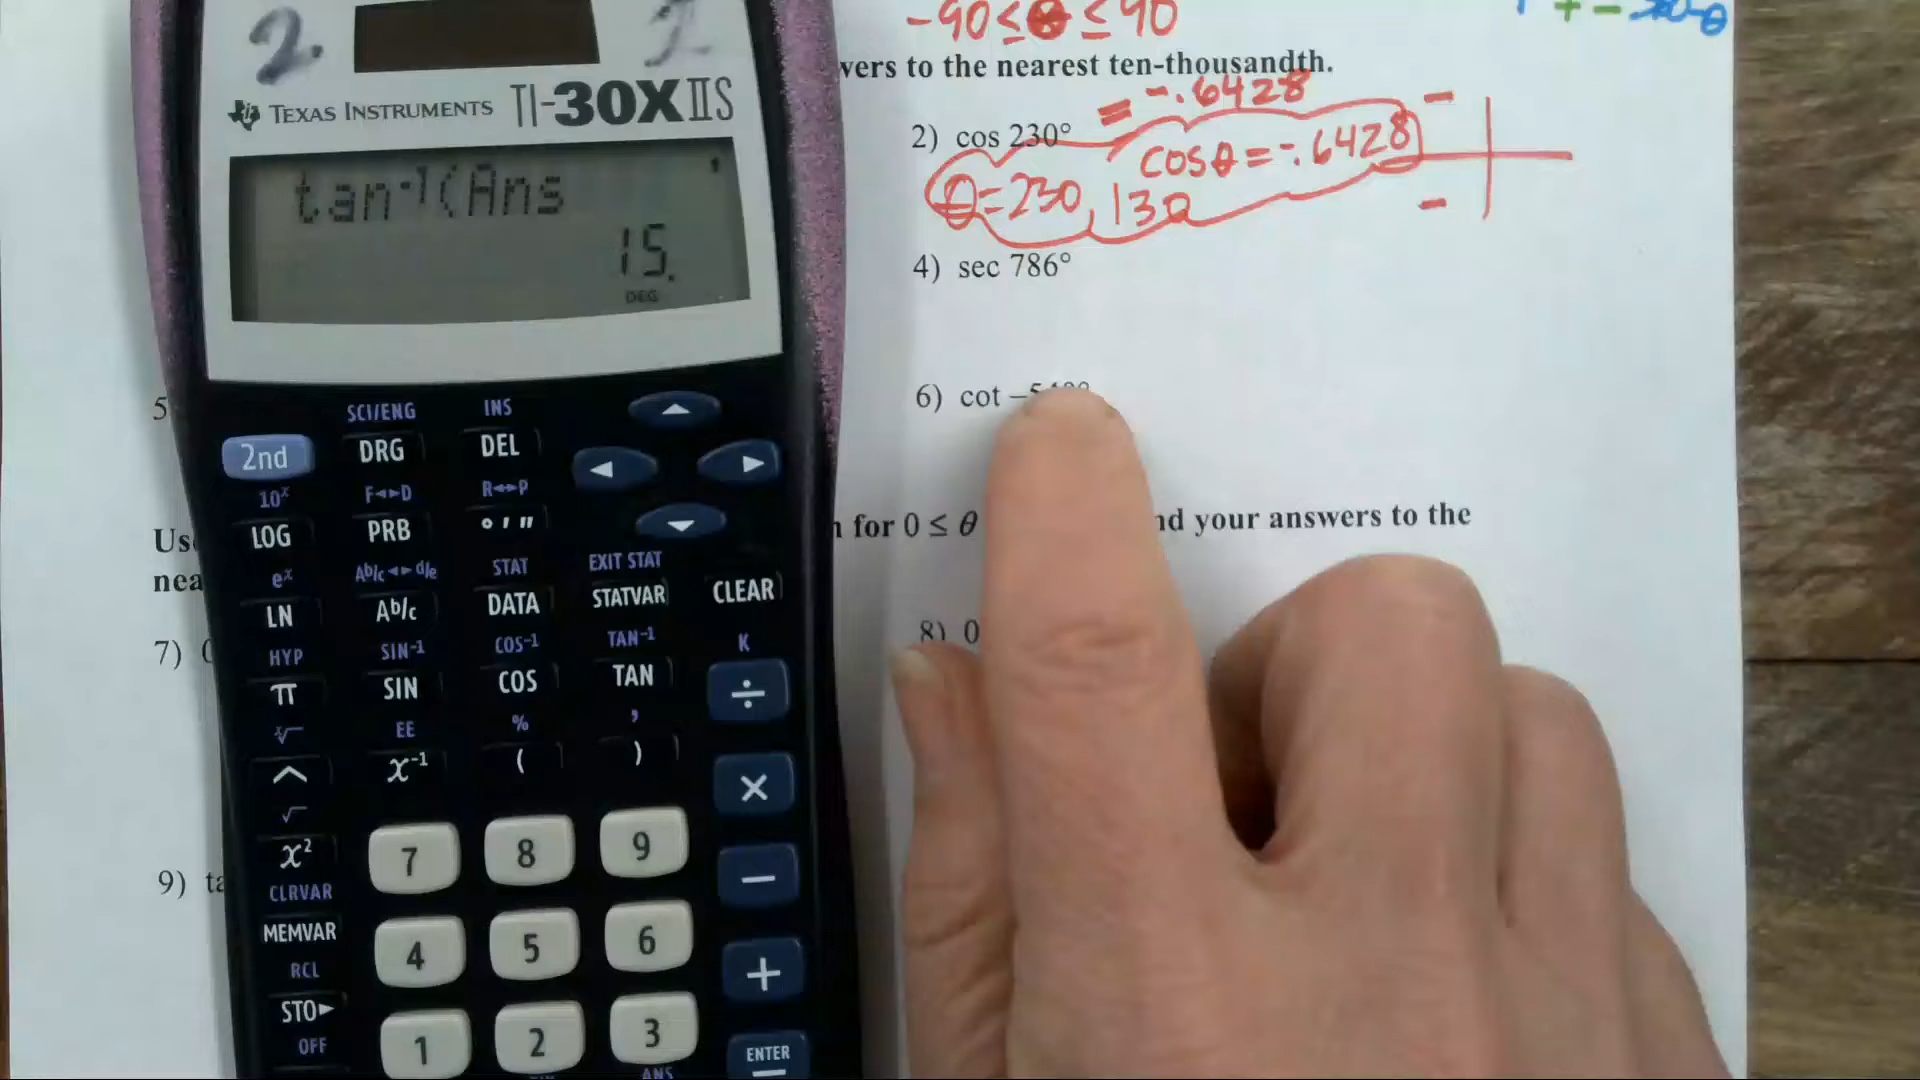 2.
TEXAS INSTRUMENTS TI-30X IIS
tan⁻¹(Ans
15.
DEG
SCI/ENG INS
2nd DRG DEL
10ˣ F◄►D R◄►P
LOG PRB ° ' "
eˣ Ab/c◄►d/e STAT EXIT STAT
LN Ab/c DATA STATVAR CLEAR
HYP SIN⁻¹ COS⁻¹ TAN⁻¹ K
π SIN COS TAN ÷
ˣ√ EE % ,
^ x⁻¹ ( ) ×
√
x² 7 8 9 −
CLRVAR
MEMVAR 4 5 6 +
RCL
STO► 1 2 3 ENTER
OFF ANS =
-90≤θ≤90
+ -
vers to the nearest ten-thousandth.
2) cos 230° = -.6428
cosθ=-.6428
θ=230, 130
-
-
4) sec 786°
5
6) cot –
Us
for 0 ≤ θ
nd your answers to the
nea
7)
8) 0
9) ta